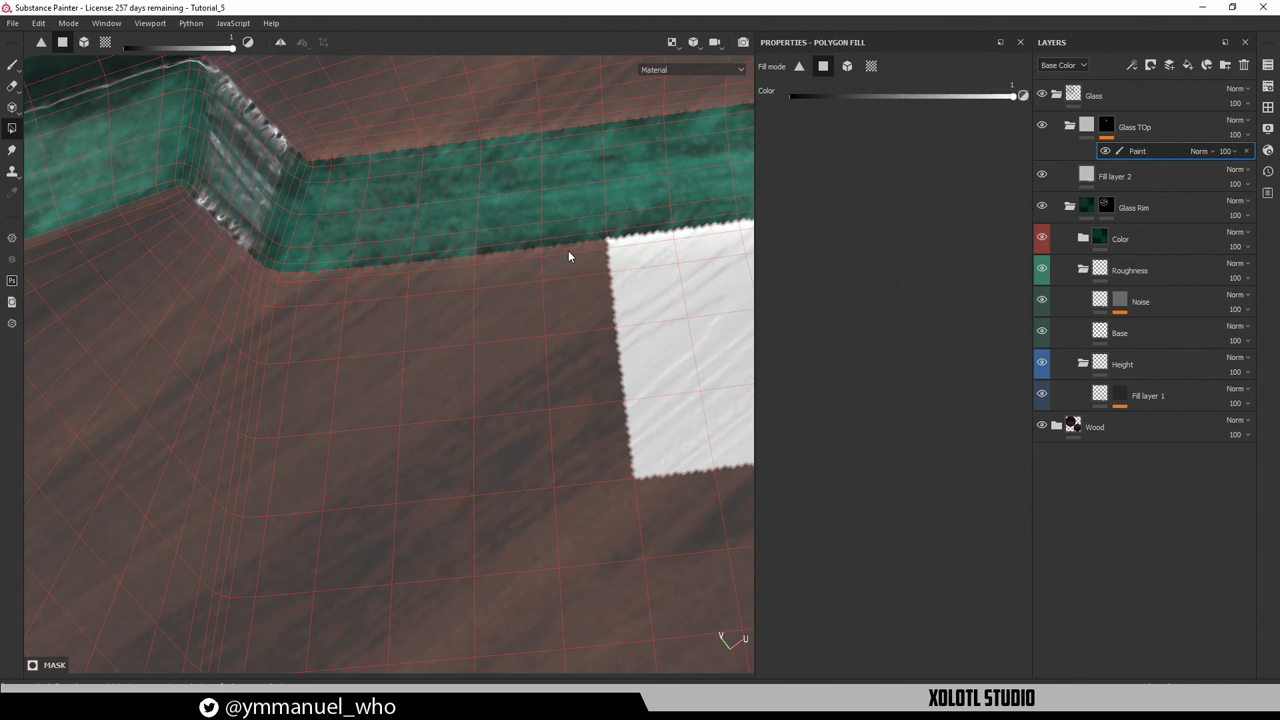 Substance Painter - License: 257 days remaining - Tutorial_5
File Edit Mode Window Viewport Python JavaScript Help
1
Material
V U
MASK
PROPERTIES - POLYGON FILL
Fill mode
Color 1
LAYERS
Base Color
Glass Norm 100
Glass TOp Norm 100
Paint Norm 100
Fill layer 2 Norm 100
Glass Rim Norm 100
Color Norm 100
Roughness Norm 100
Noise Norm 100
Base Norm 100
Height Norm 100
Fill layer 1 Norm 100
Wood Norm 100
Ps
@ymmanuel_who
XOLOTL STUDIO